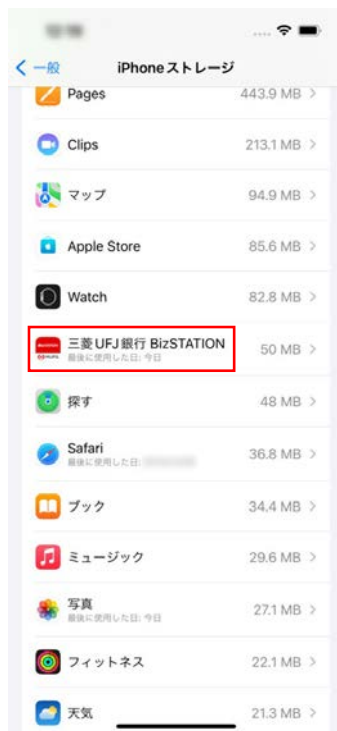 一般
iPhoneストレージ
Pages 443.9 MB
Clips 213.1 MB
マップ 94.9 MB
Apple Store 85.6 MB
Watch 82.8 MB
三菱UFJ銀行 BizSTATION 50 MB
最後に使用した日: 今日
探す 48 MB
Safari 36.8 MB
最後に使用した日:
ブック 34.4 MB
ミュージック 29.6 MB
写真 27.1 MB
最後に使用した日: 今日
フィットネス 22.1 MB
天気 21.3 MB